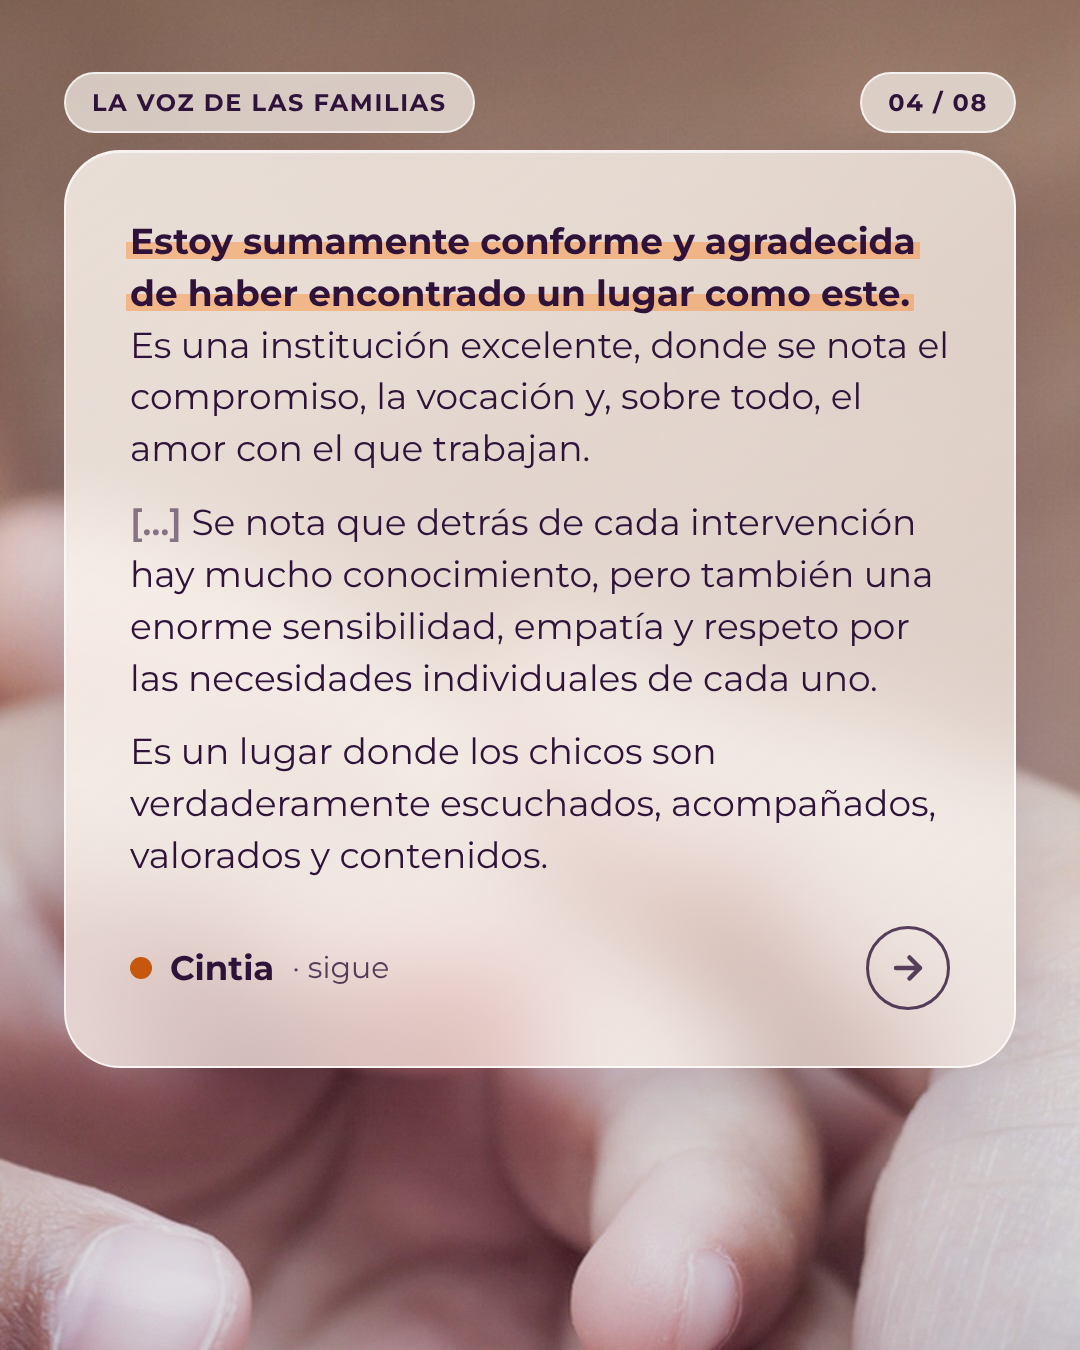 LA VOZ DE LAS FAMILIAS
04 / 08
Estoy sumamente conforme y agradecida
de haber encontrado un lugar como este.
Es una institución excelente, donde se nota el
compromiso, la vocación y, sobre todo, el
amor con el que trabajan.
[...] Se nota que detrás de cada intervención
hay mucho conocimiento, pero también una
enorme sensibilidad, empatía y respeto por
las necesidades individuales de cada uno.
Es un lugar donde los chicos son
verdaderamente escuchados, acompañados,
valorados y contenidos.
Cintia · sigue